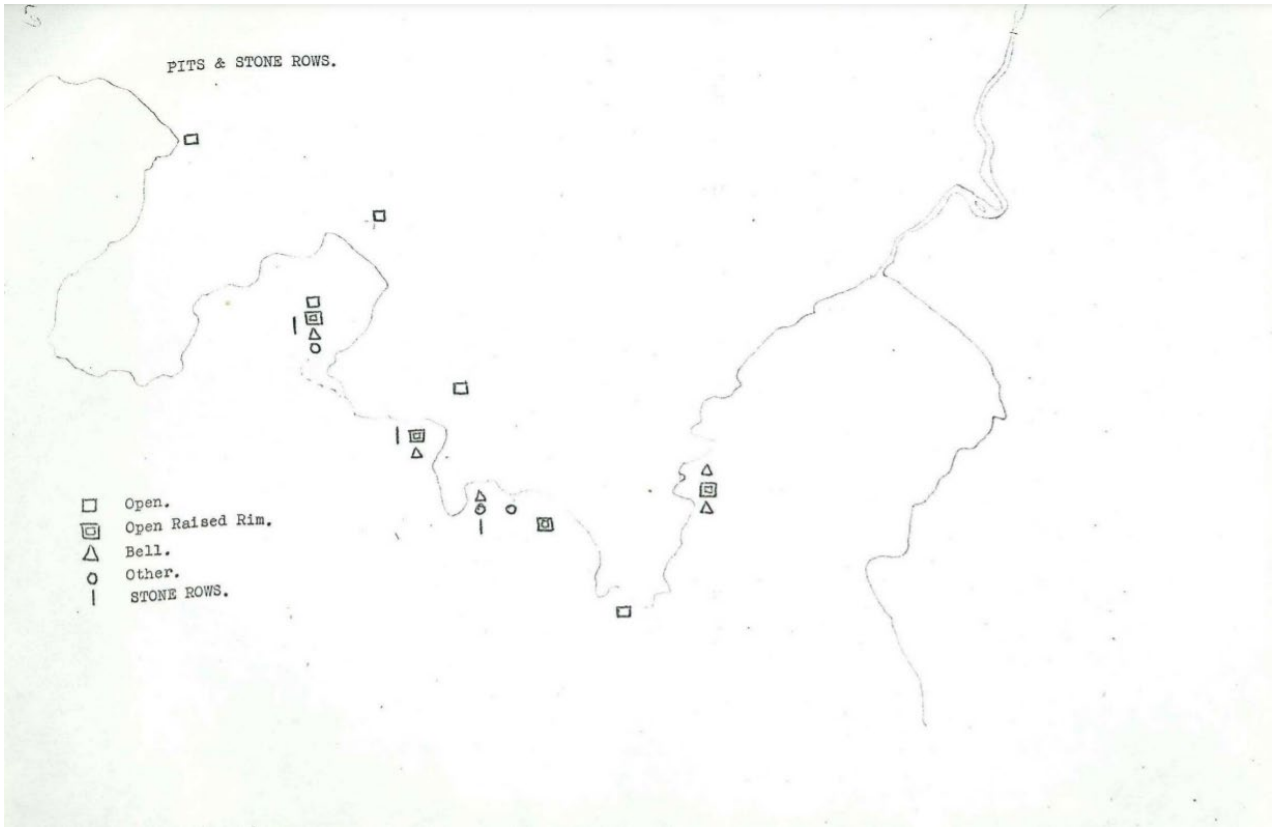 PITS & STONE ROWS.
Open.
Open Raised Rim.
Bell.
Other.
STONE ROWS.